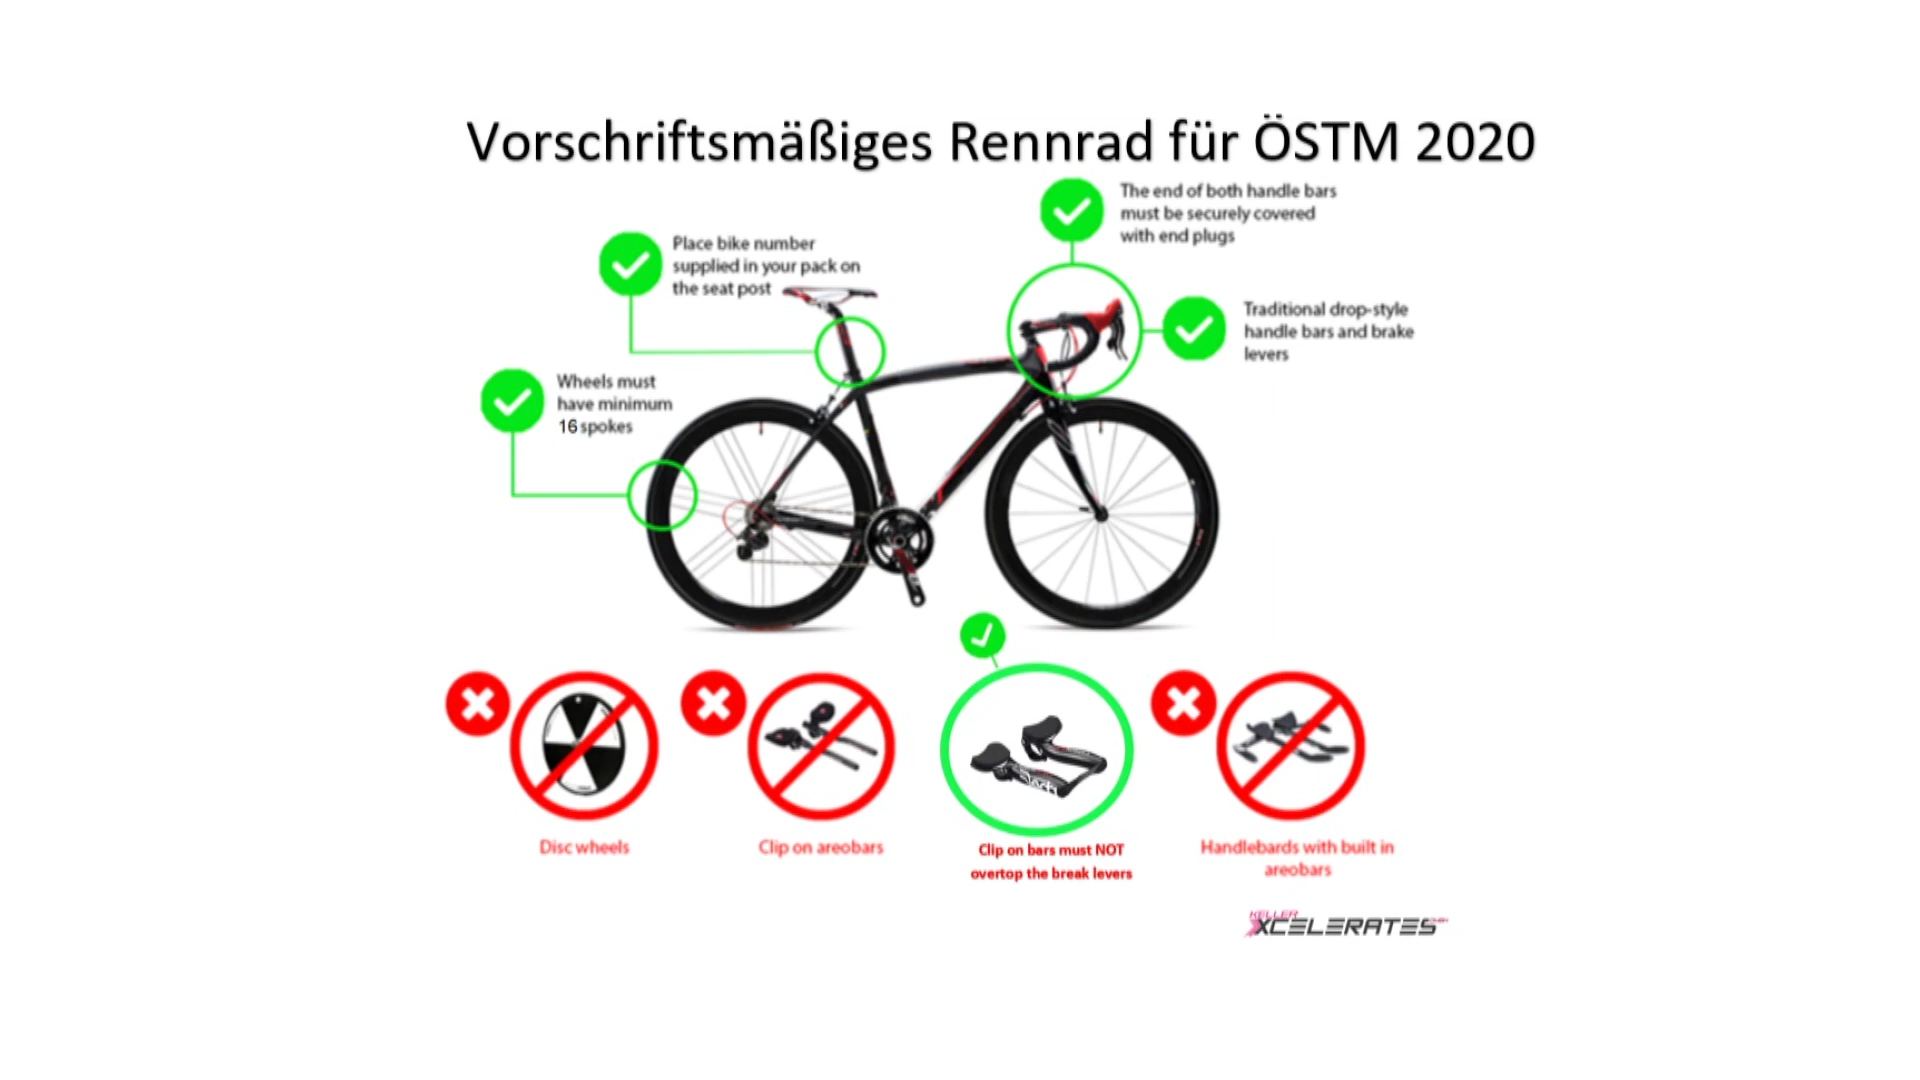 Vorschriftsmäßiges Rennrad für ÖSTM 2020
The end of both handle bars
must be securely covered
with end plugs
Place bike number
supplied in your pack on
the seat post
Traditional drop-style
handle bars and brake
levers
Wheels must
have minimum
16 spokes
Disc wheels
Clip on areobars
Clip on bars must NOT
overtop the break levers
Handlebards with built in
areobars
KELLER
XCELERATES